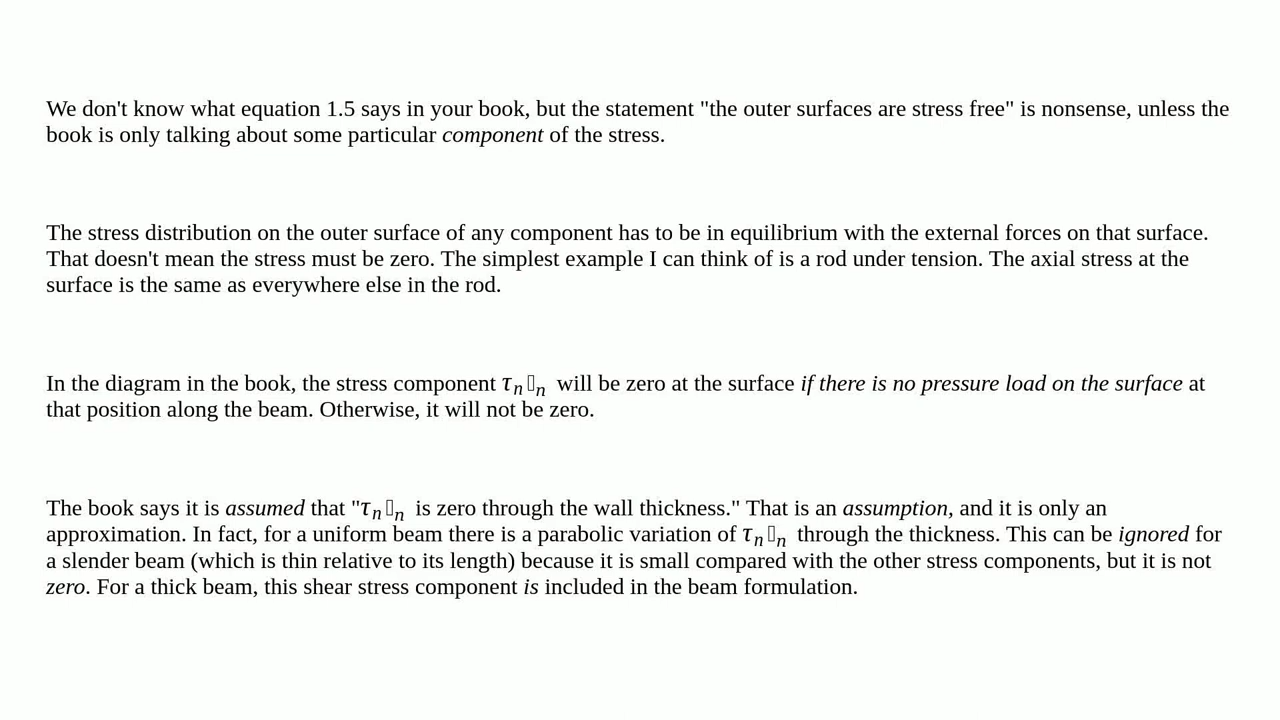 We don't know what equation 1.5 says in your book, but the statement "the outer surfaces are stress free" is nonsense, unless the
book is only talking about some particular component of the stress.
The stress distribution on the outer surface of any component has to be in equilibrium with the external forces on that surface.
That doesn't mean the stress must be zero. The simplest example I can think of is a rod under tension. The axial stress at the
surface is the same as everywhere else in the rod.
In the diagram in the book, the stress component τn▯n will be zero at the surface if there is no pressure load on the surface at
that position along the beam. Otherwise, it will not be zero.
The book says it is assumed that "τn▯n is zero through the wall thickness." That is an assumption, and it is only an
approximation. In fact, for a uniform beam there is a parabolic variation of τn▯n through the thickness. This can be ignored for
a slender beam (which is thin relative to its length) because it is small compared with the other stress components, but it is not
zero. For a thick beam, this shear stress component is included in the beam formulation.